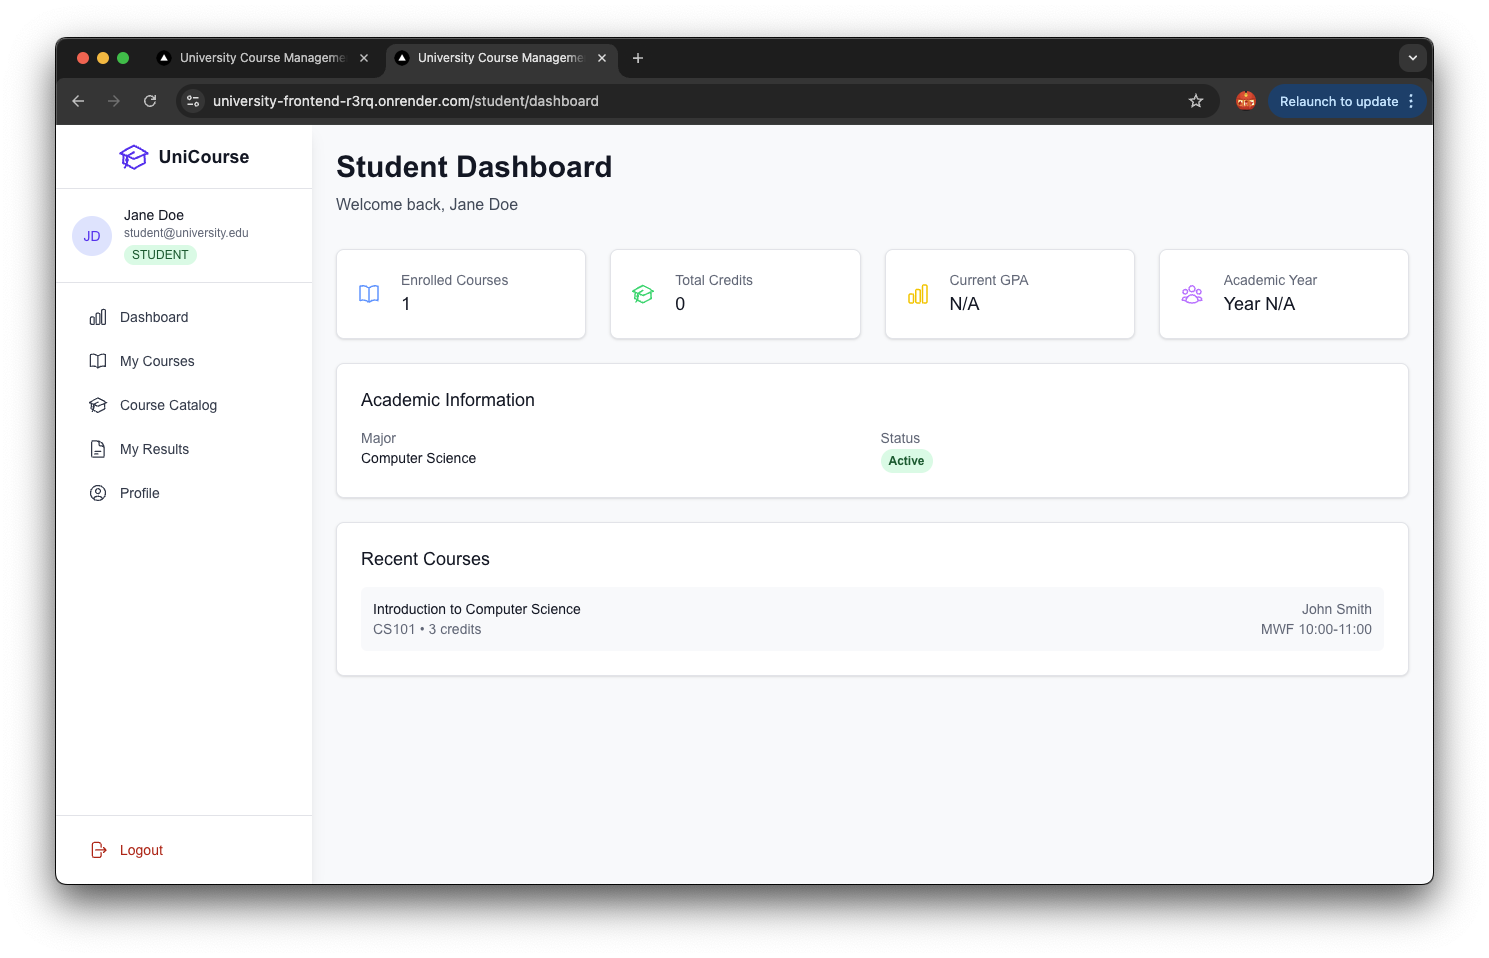 University Course Manageme
University Course Manageme
university-frontend-r3rq.onrender.com/student/dashboard
Relaunch to update
UniCourse
JD
Jane Doe
student@university.edu
STUDENT
Dashboard
My Courses
Course Catalog
My Results
Profile
Logout
Student Dashboard
Welcome back, Jane Doe
Enrolled Courses
1
Total Credits
0
Current GPA
N/A
Academic Year
Year N/A
Academic Information
Major
Computer Science
Status
Active
Recent Courses
Introduction to Computer Science
CS101 • 3 credits
John Smith
MWF 10:00-11:00